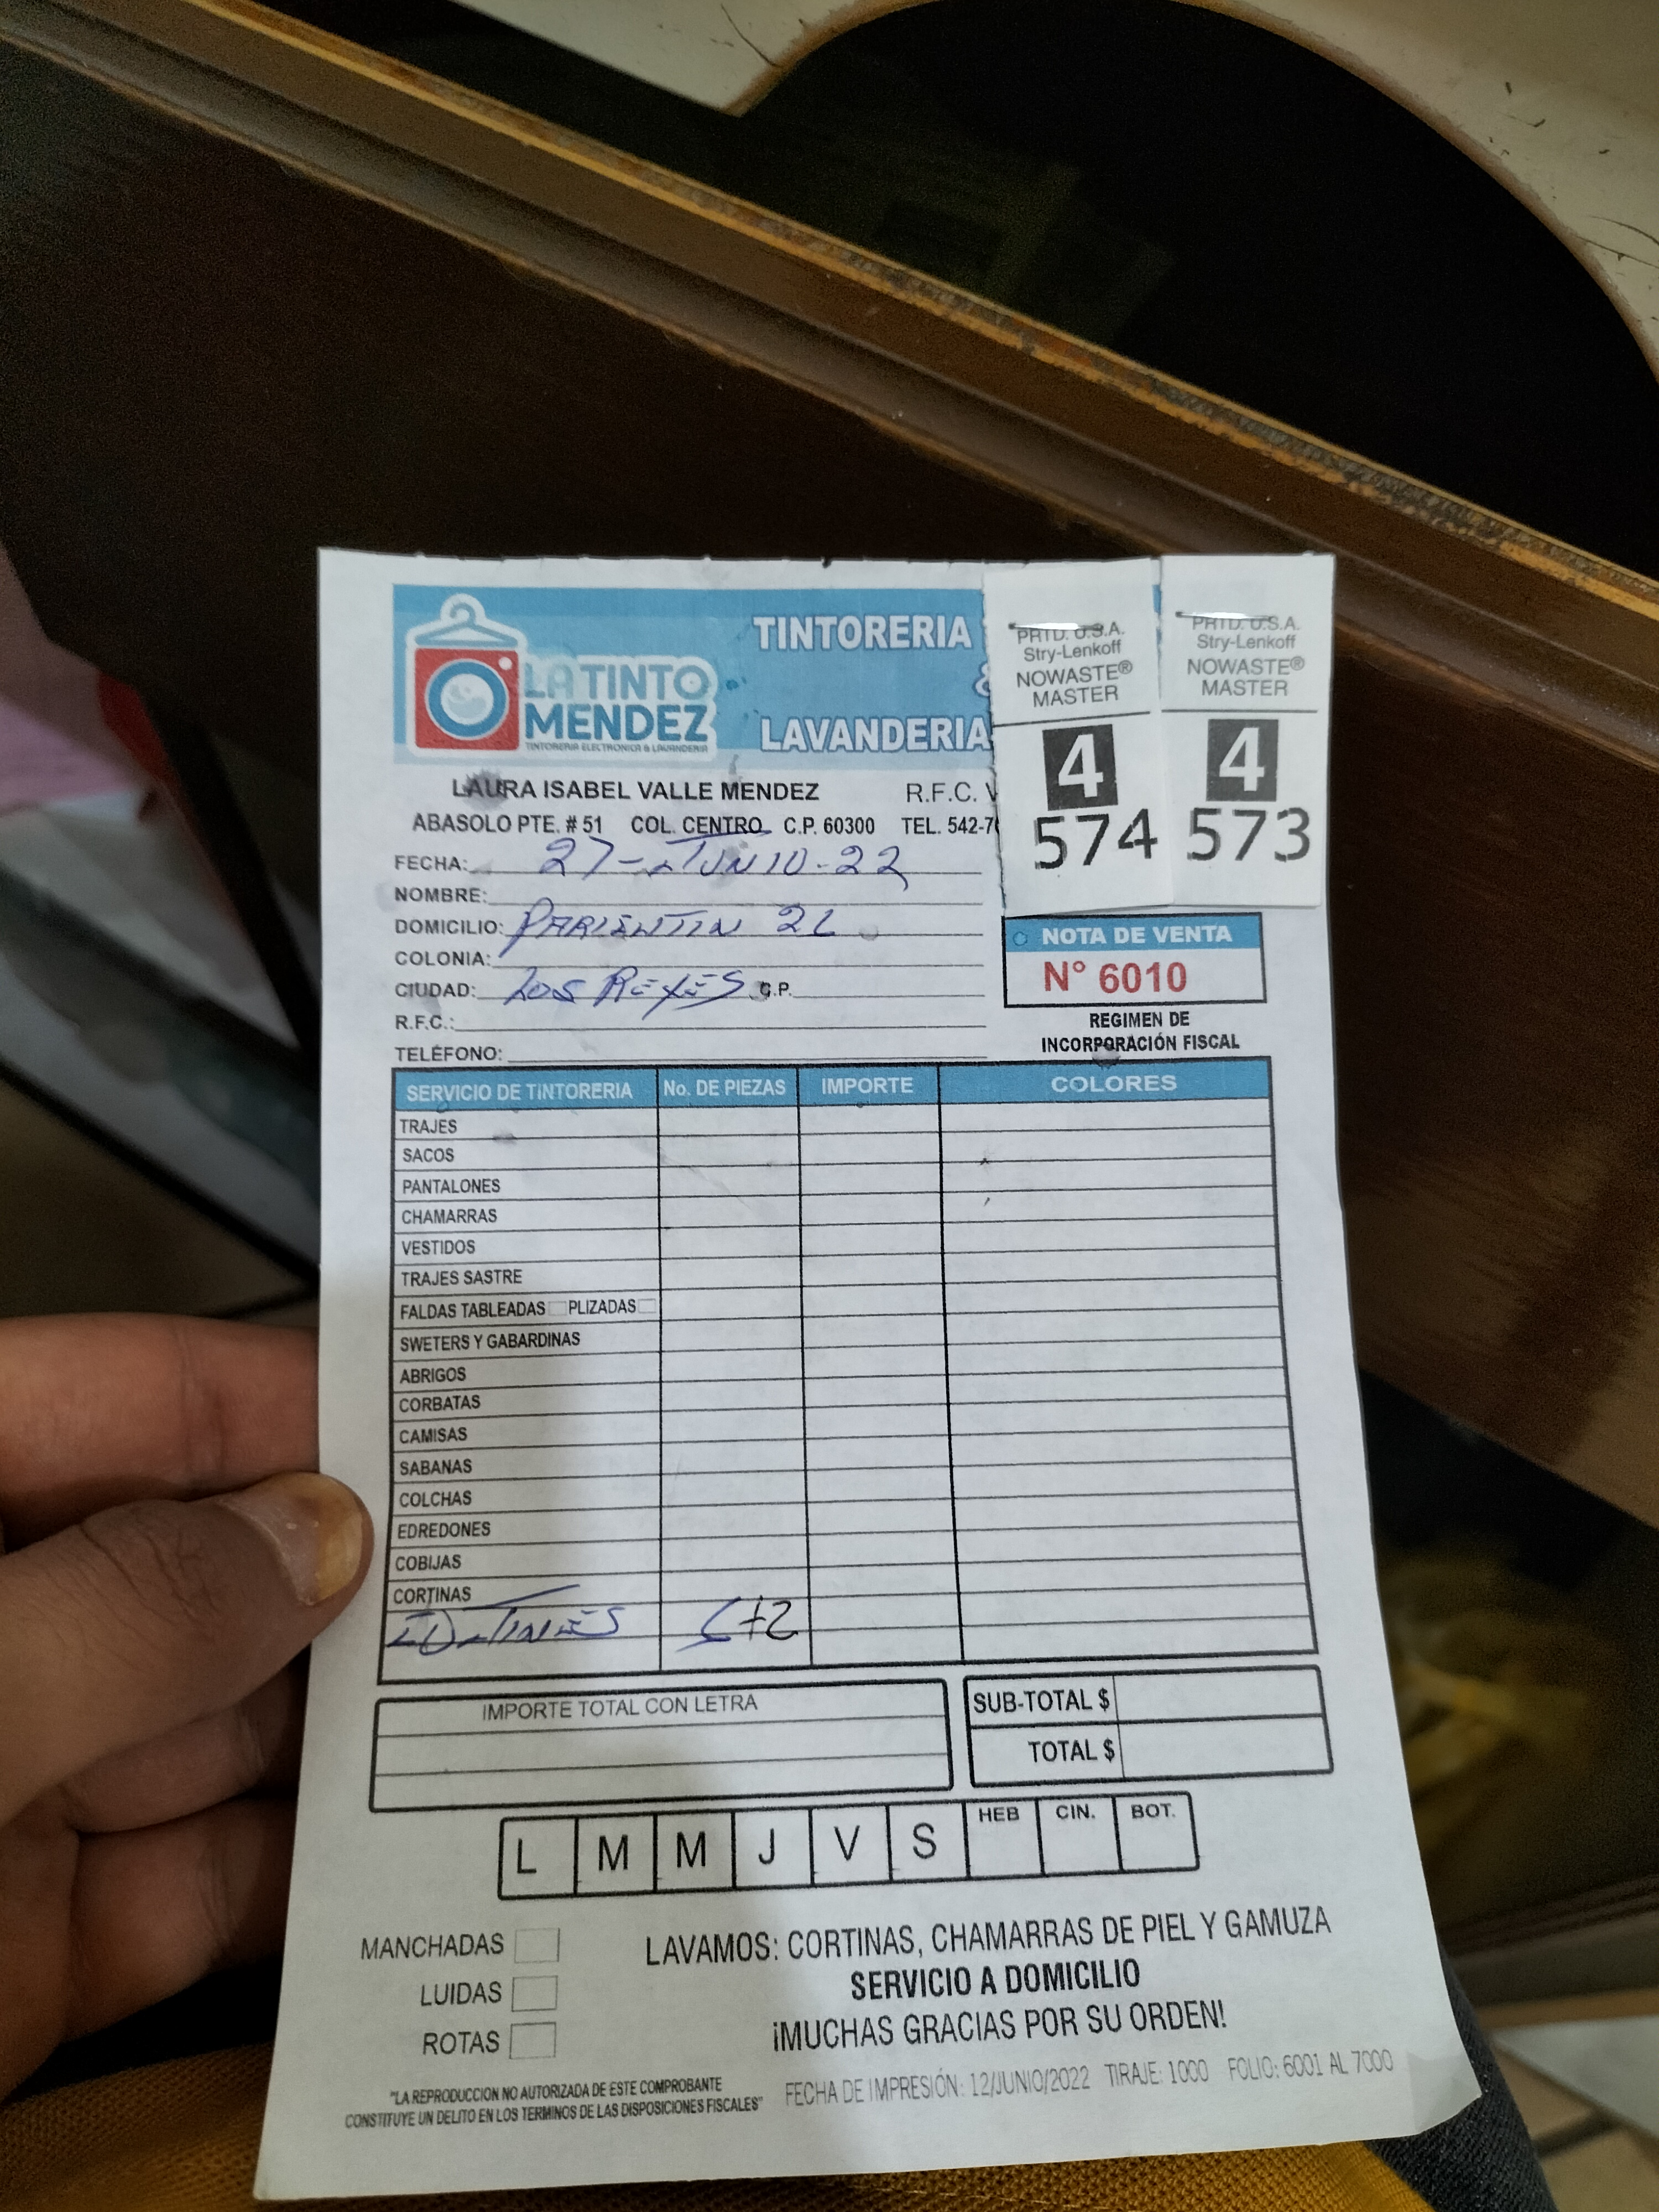 LA TINTO
MENDEZ
TINTORERIA ELECTRONICA & LAVANDERIA
TINTORERIA
&
LAVANDERIA
PRTD. U.S.A.
Stry-Lenkoff
NOWASTE®
MASTER
4
574
PRTD. U.S.A.
Stry-Lenkoff
NOWASTE®
MASTER
4
573
LAURA ISABEL VALLE MENDEZ R.F.C. V
ABASOLO PTE. # 51 COL. CENTRO C.P. 60300 TEL. 542-7
FECHA: 27-JUNIO-22
NOMBRE:
DOMICILIO:
COLONIA:
CIUDAD: LOS REYES C.P.
R.F.C.:
TELÉFONO:
NOTA DE VENTA
N° 6010
REGIMEN DE
INCORPORACIÓN FISCAL
SERVICIO DE TINTORERIA No. DE PIEZAS IMPORTE COLORES
TRAJES
SACOS
PANTALONES
CHAMARRAS
VESTIDOS
TRAJES SASTRE
FALDAS TABLEADAS PLIZADAS
SWETERS Y GABARDINAS
ABRIGOS
CORBATAS
CAMISAS
SABANAS
COLCHAS
EDREDONES
COBIJAS
CORTINAS
IMPORTE TOTAL CON LETRA
SUB-TOTAL $
TOTAL $
L M M J V S HEB CIN. BOT.
MANCHADAS
LUIDAS
ROTAS
LAVAMOS: CORTINAS, CHAMARRAS DE PIEL Y GAMUZA
SERVICIO A DOMICILIO
¡MUCHAS GRACIAS POR SU ORDEN!
"LA REPRODUCCION NO AUTORIZADA DE ESTE COMPROBANTE
CONSTITUYE UN DELITO EN LOS TERMINOS DE LAS DISPOSICIONES FISCALES"
FECHA DE IMPRESIÓN: 12/JUNIO/2022 TIRAJE: 1000 FOLIO: 6001 AL 7000